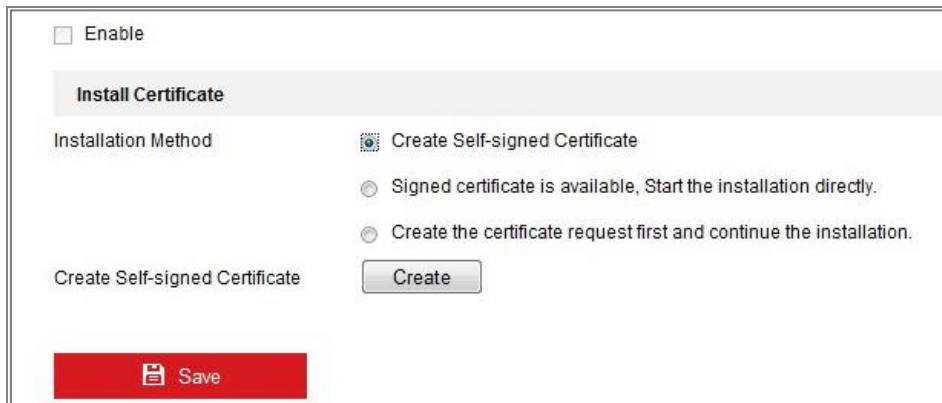 Enable
Install Certificate
Installation Method
Create Self-signed Certificate
Signed certificate is available, Start the installation directly.
Create the certificate request first and continue the installation.
Create Self-signed Certificate
Create
Save